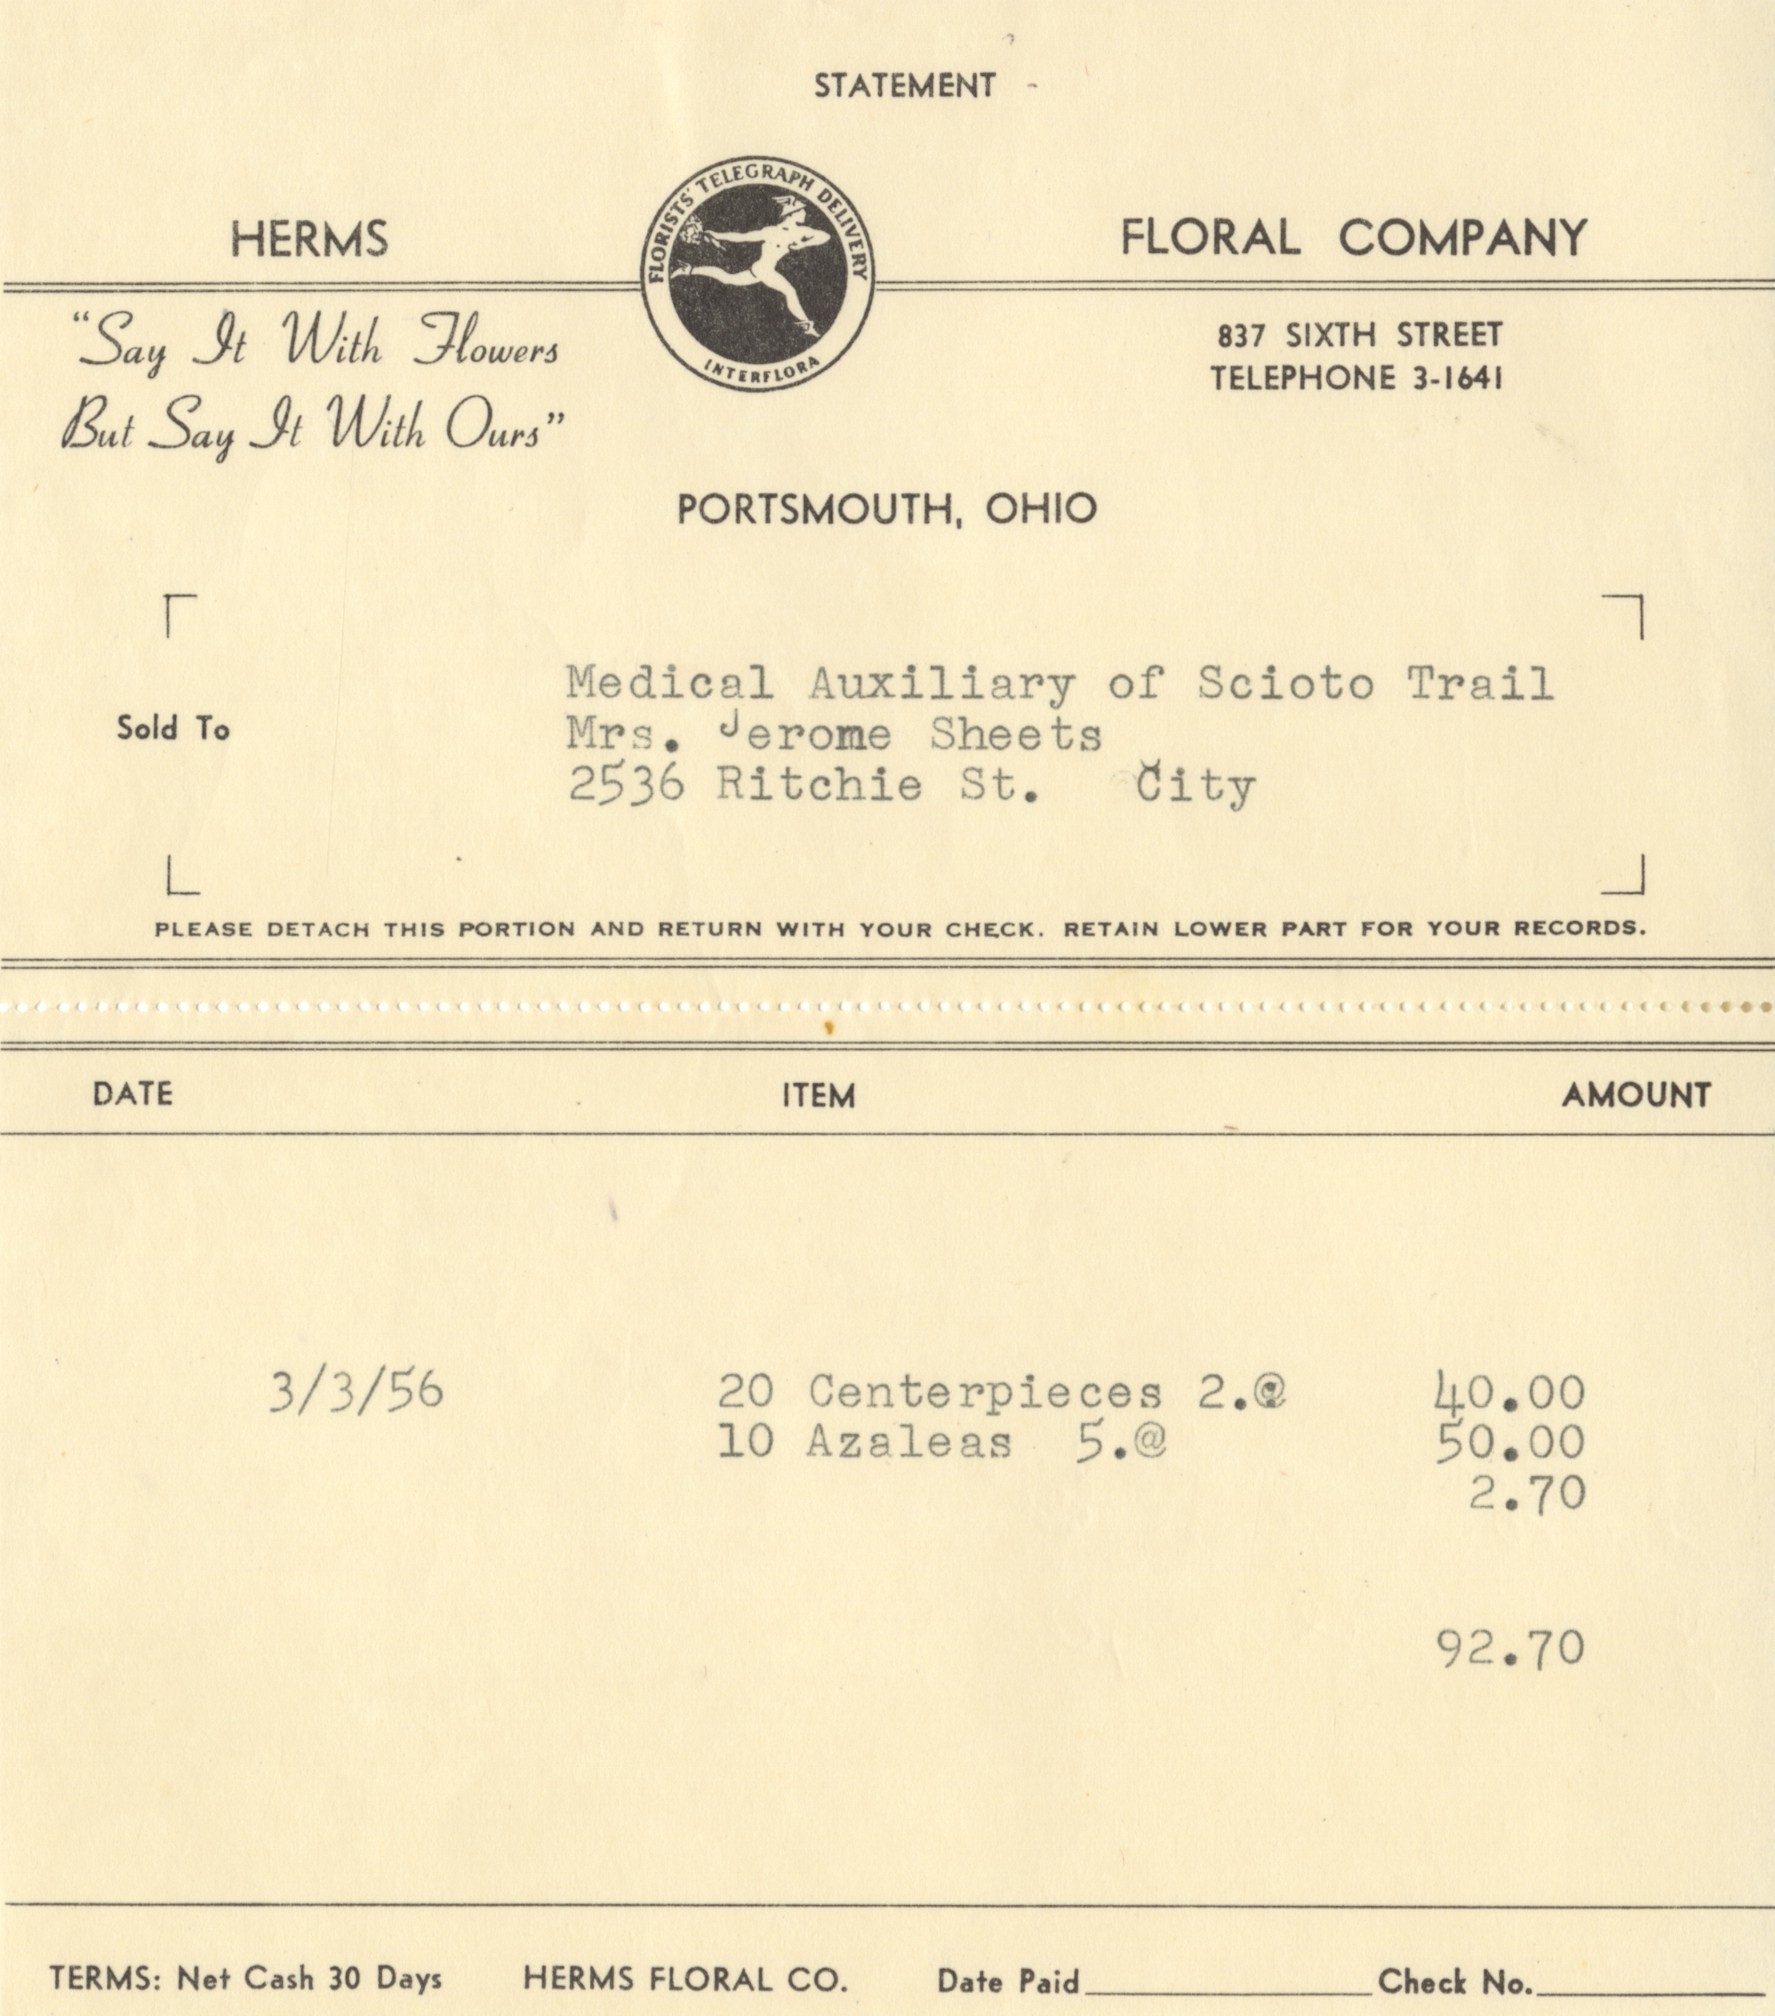 STATEMENT
HERMS FLORAL COMPANY
FLORISTS' TELEGRAPH DELIVERY
INTERFLORA
"Say It With Flowers
But Say It With Ours"
837 SIXTH STREET
TELEPHONE 3-1641
PORTSMOUTH, OHIO
Sold To
Medical Auxiliary of Scioto Trail
Mrs. Jerome Sheets
2536 Ritchie St. City
PLEASE DETACH THIS PORTION AND RETURN WITH YOUR CHECK. RETAIN LOWER PART FOR YOUR RECORDS.
DATE ITEM AMOUNT
3/3/56 20 Centerpieces 2.@ 40.00
10 Azaleas 5.@ 50.00
2.70
92.70
TERMS: Net Cash 30 Days HERMS FLORAL CO. Date Paid Check No.